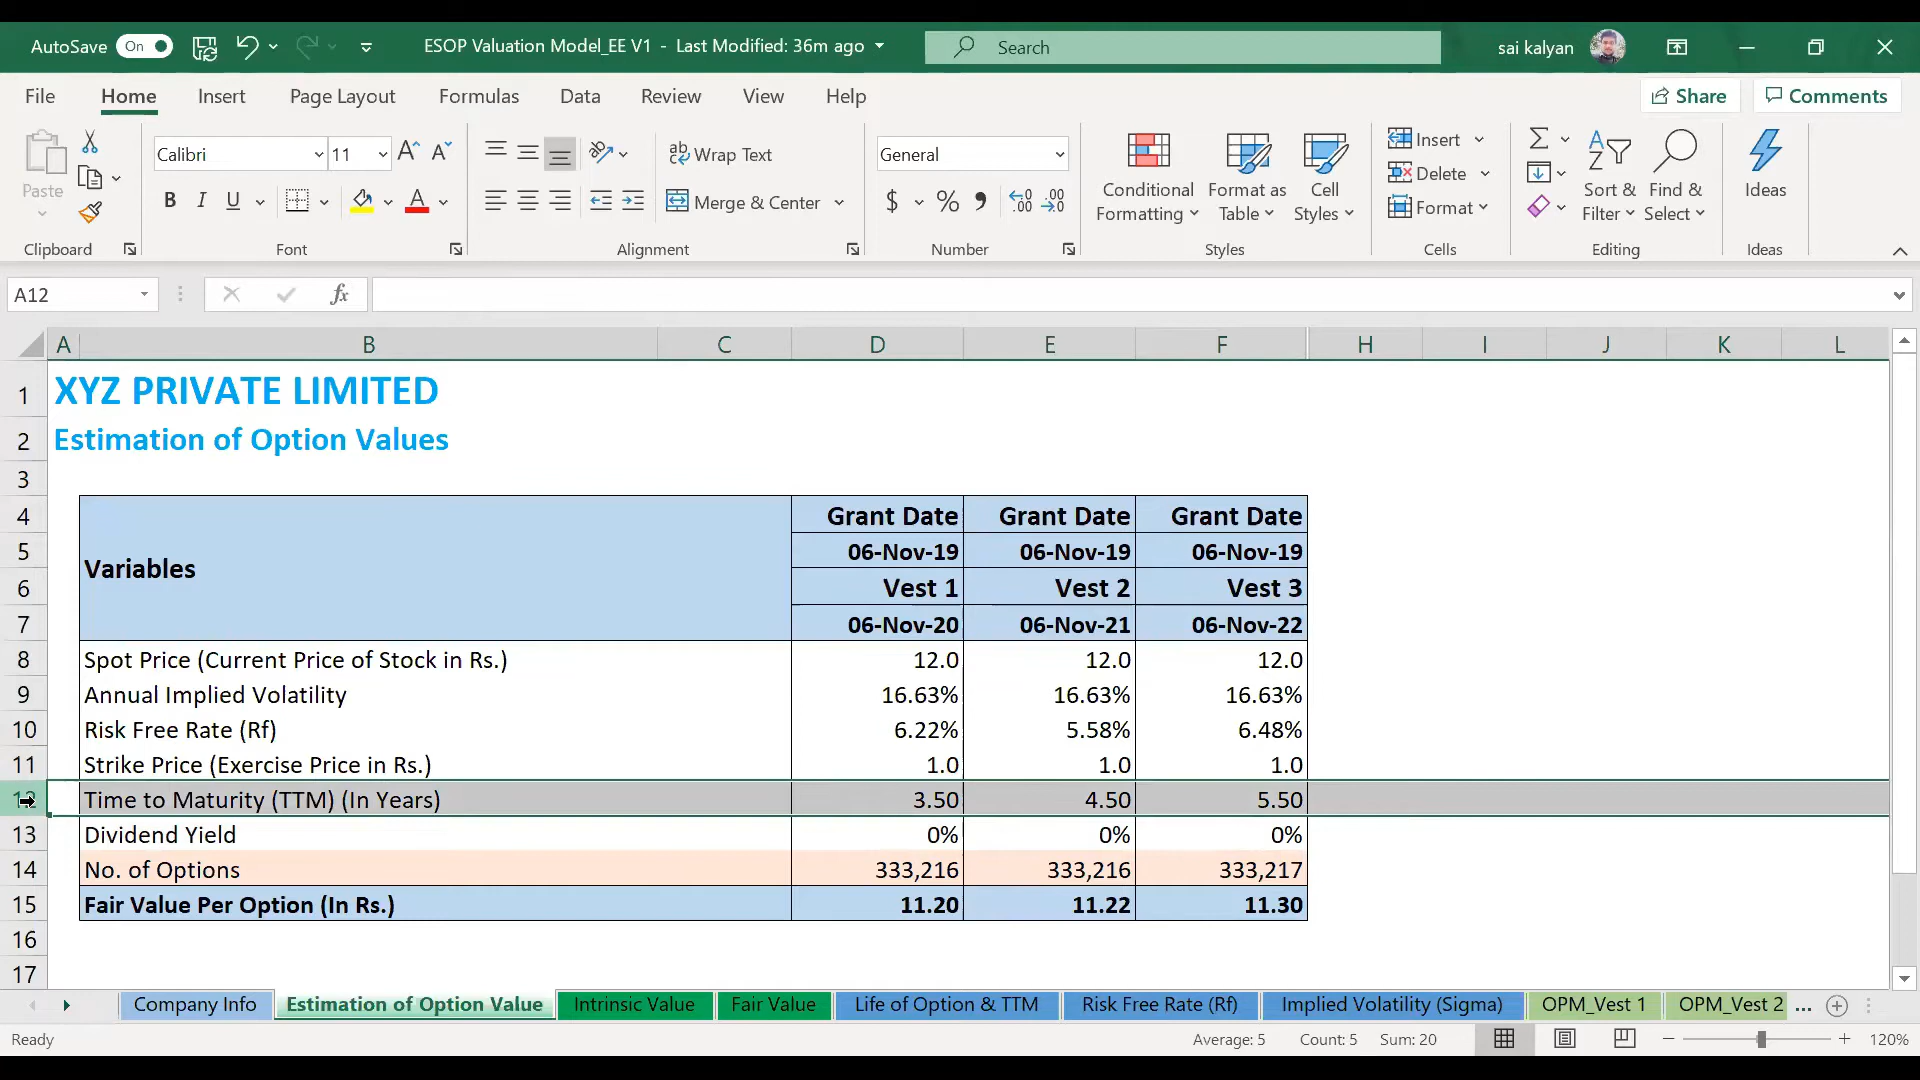 AutoSave On ESOP Valuation Model_EE V1 - Last Modified: 36m ago Search sai kalyan
File Home Insert Page Layout Formulas Data Review View Help Share Comments
Paste Calibri 11 Wrap Text General Conditional Formatting Format as Table Cell Styles Insert Sort & Filter Find & Select Ideas
Delete
B I U Merge & Center $ % Format
Clipboard Font Alignment Number Styles Cells Editing Ideas
A12 fx
A B C D E F H I J K L
1 XYZ PRIVATE LIMITED
2 Estimation of Option Values
3
4 Variables Grant Date Grant Date Grant Date
5 06-Nov-19 06-Nov-19 06-Nov-19
6 Vest 1 Vest 2 Vest 3
7 06-Nov-20 06-Nov-21 06-Nov-22
8 Spot Price (Current Price of Stock in Rs.) 12.0 12.0 12.0
9 Annual Implied Volatility 16.63% 16.63% 16.63%
10 Risk Free Rate (Rf) 6.22% 5.58% 6.48%
11 Strike Price (Exercise Price in Rs.) 1.0 1.0 1.0
12 Time to Maturity (TTM) (In Years) 3.50 4.50 5.50
13 Dividend Yield 0% 0% 0%
14 No. of Options 333,216 333,216 333,217
15 Fair Value Per Option (In Rs.) 11.20 11.22 11.30
16
17
Company Info Estimation of Option Value Intrinsic Value Fair Value Life of Option & TTM Risk Free Rate (Rf) Implied Volatility (Sigma) OPM_Vest 1 OPM_Vest 2 ...
Ready Average: 5 Count: 5 Sum: 20 120%